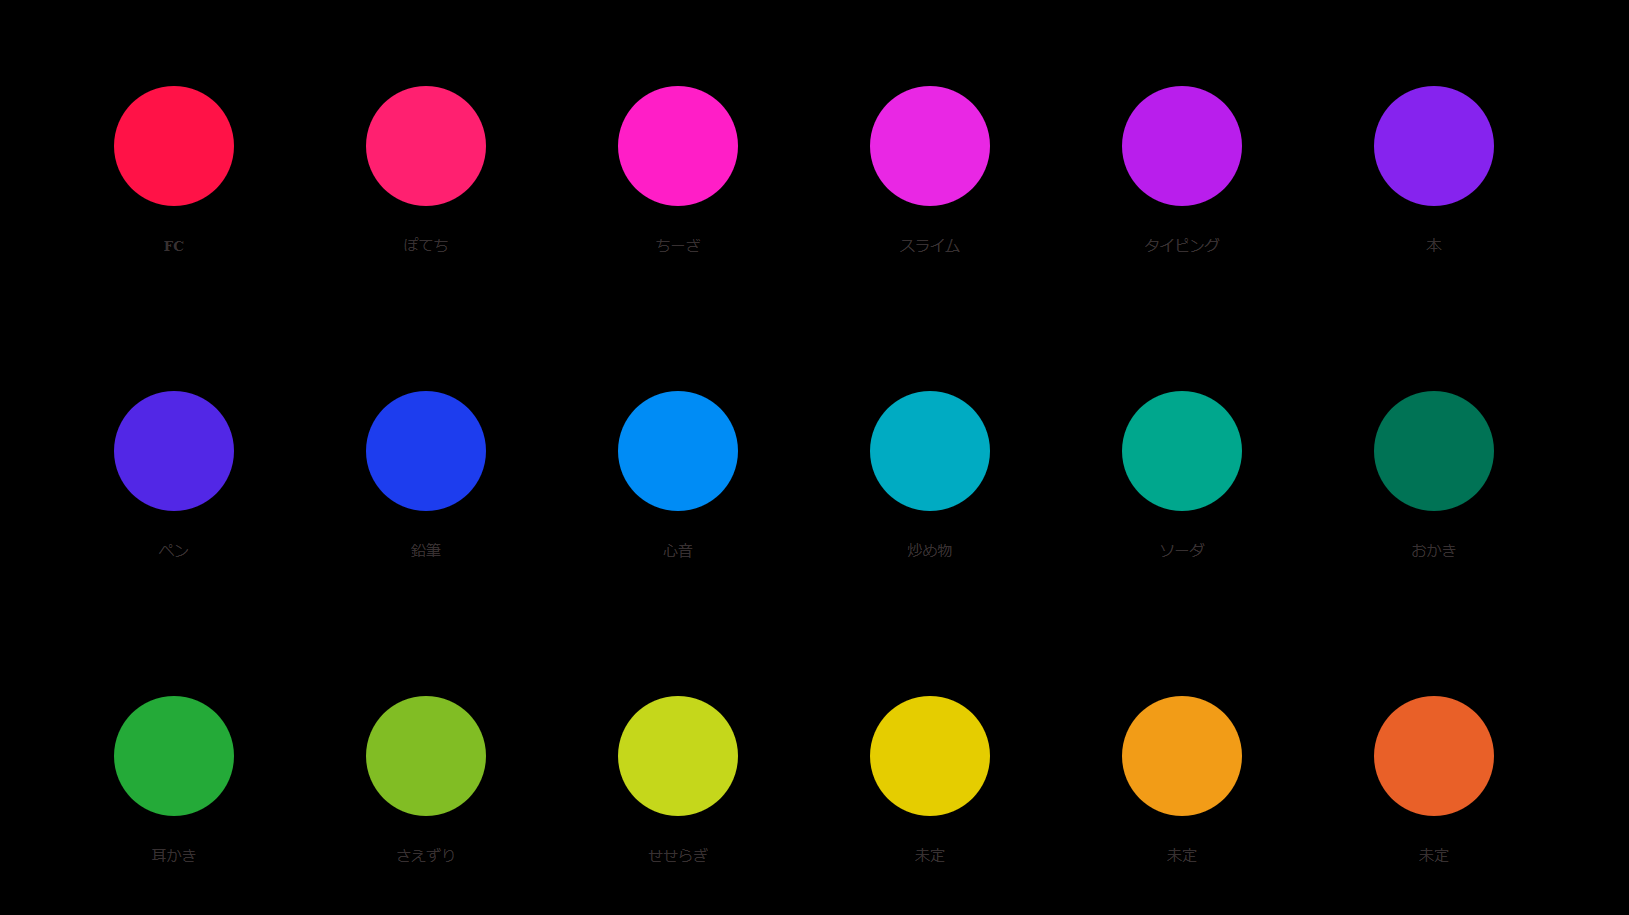 FC
ぽてち
ちーざ
スライム
タイピング
本
ペン
鉛筆
心音
炒め物
ソーダ
おかき
耳かき
さえずり
せせらぎ
未定
未定
未定